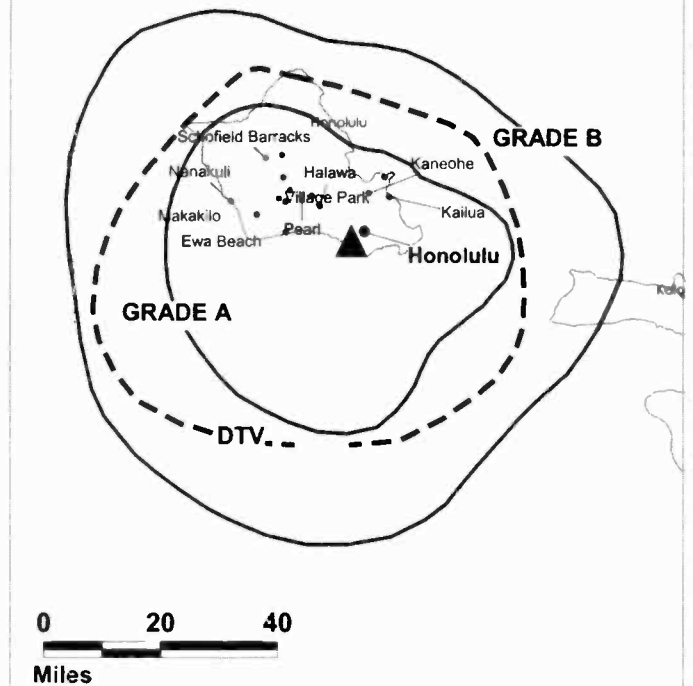 Honolulu
Schofield Barracks
GRADE B
Kaneohe
Nanakuli
Halawa
?
Village Park
Makakilo
Kailua
Pearl
Ewa Beach
Honolulu
GRADE A
DTV
0 20 40
Miles